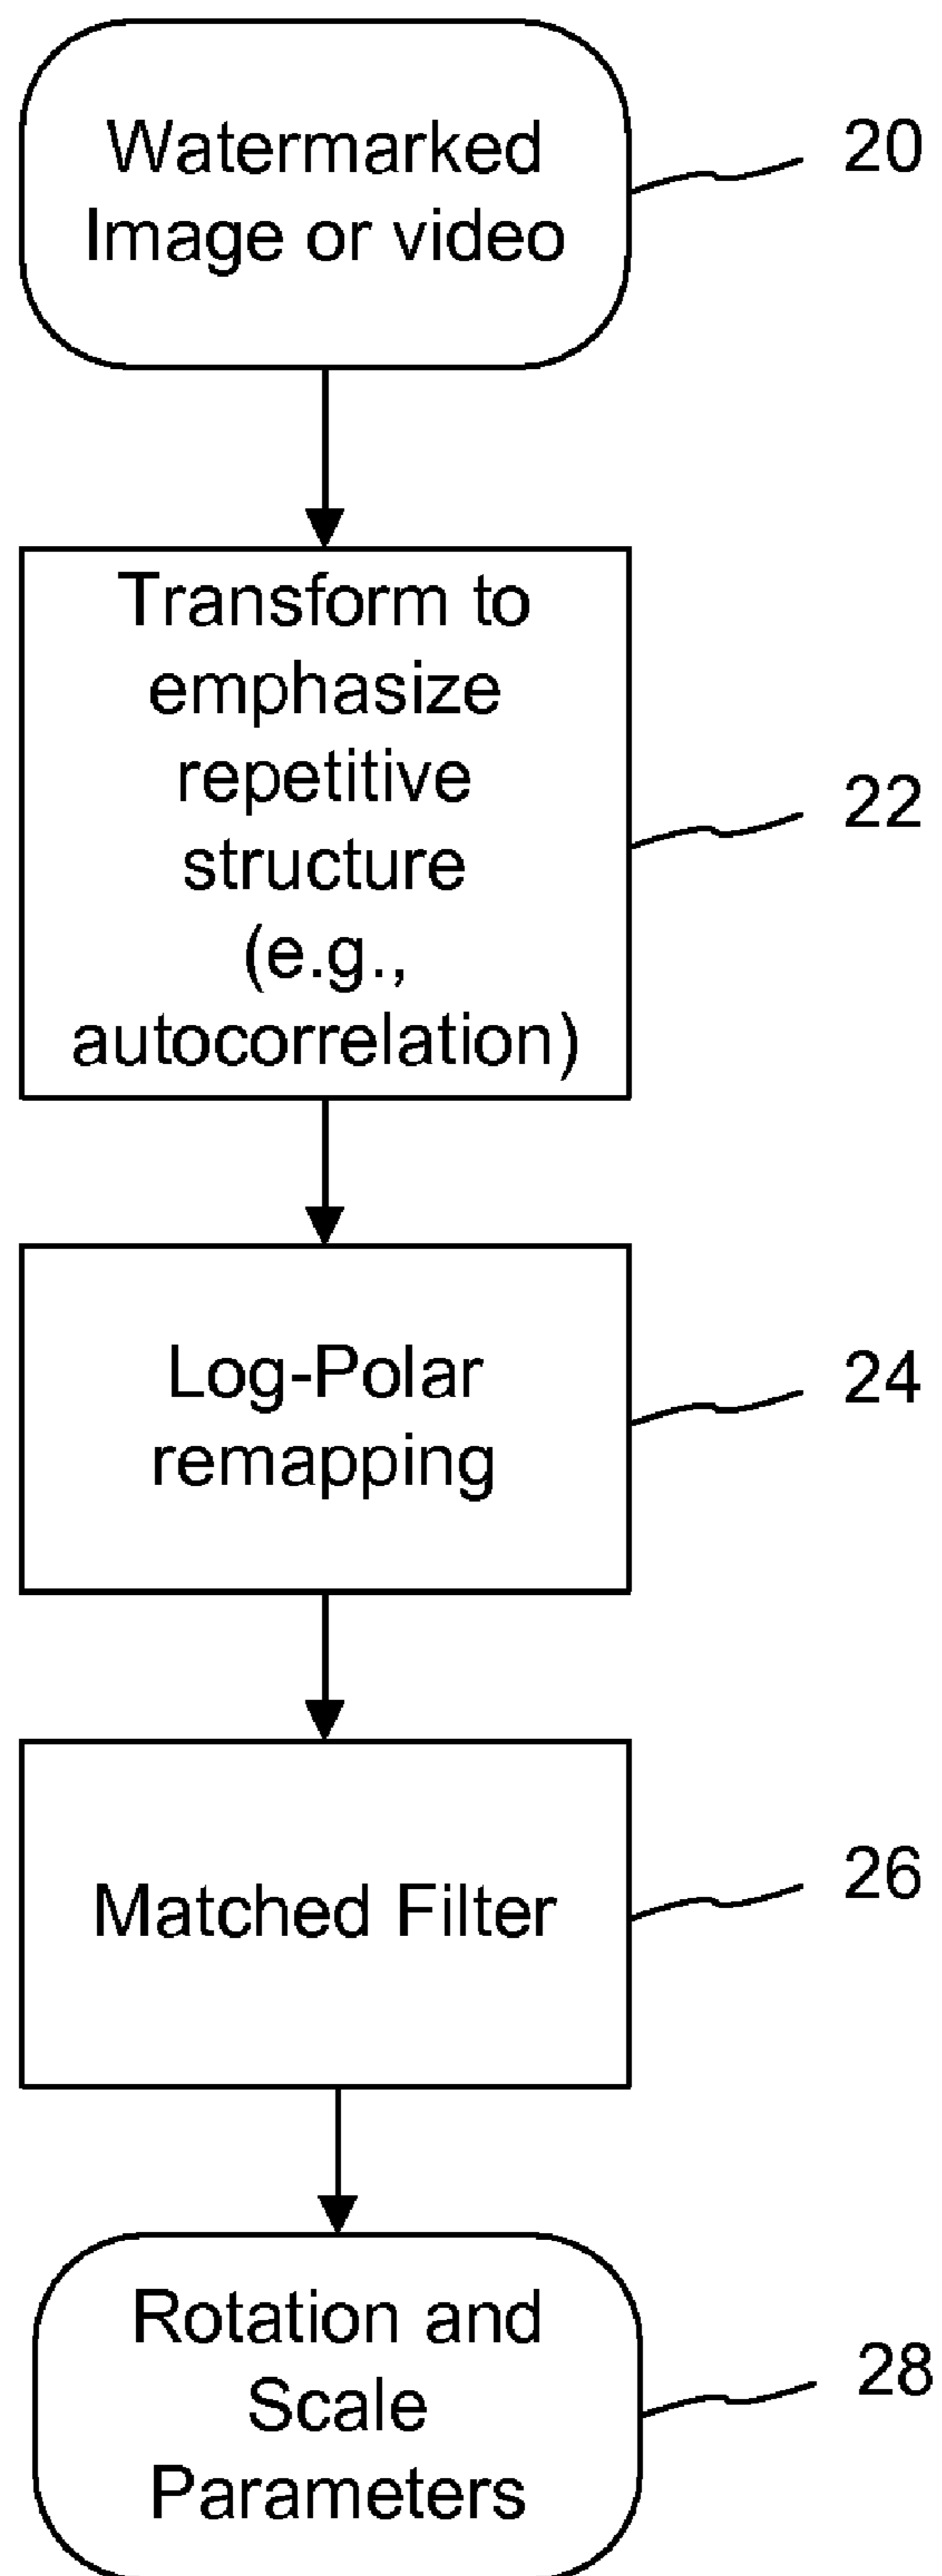 Watermarked
Image or video
20
Transform to
emphasize
repetitive
structure
(e.g.,
autocorrelation)
22
Log-Polar
remapping
24
Matched Filter
26
Rotation and
Scale
Parameters
28